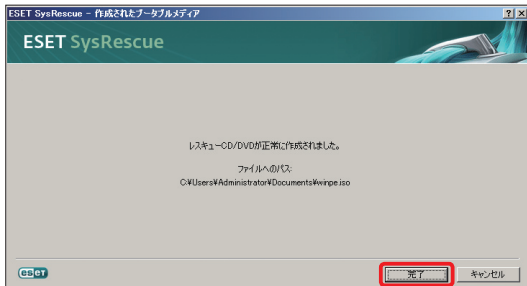 ESET SysRescue - 作成されたブータブルメディア
ESET SysRescue
レスキューCD/DVDが正常に作成されました。
ファイルへのパス:
C:¥Users¥Administrator¥Documents¥winpe.iso
eseT
完了
キャンセル